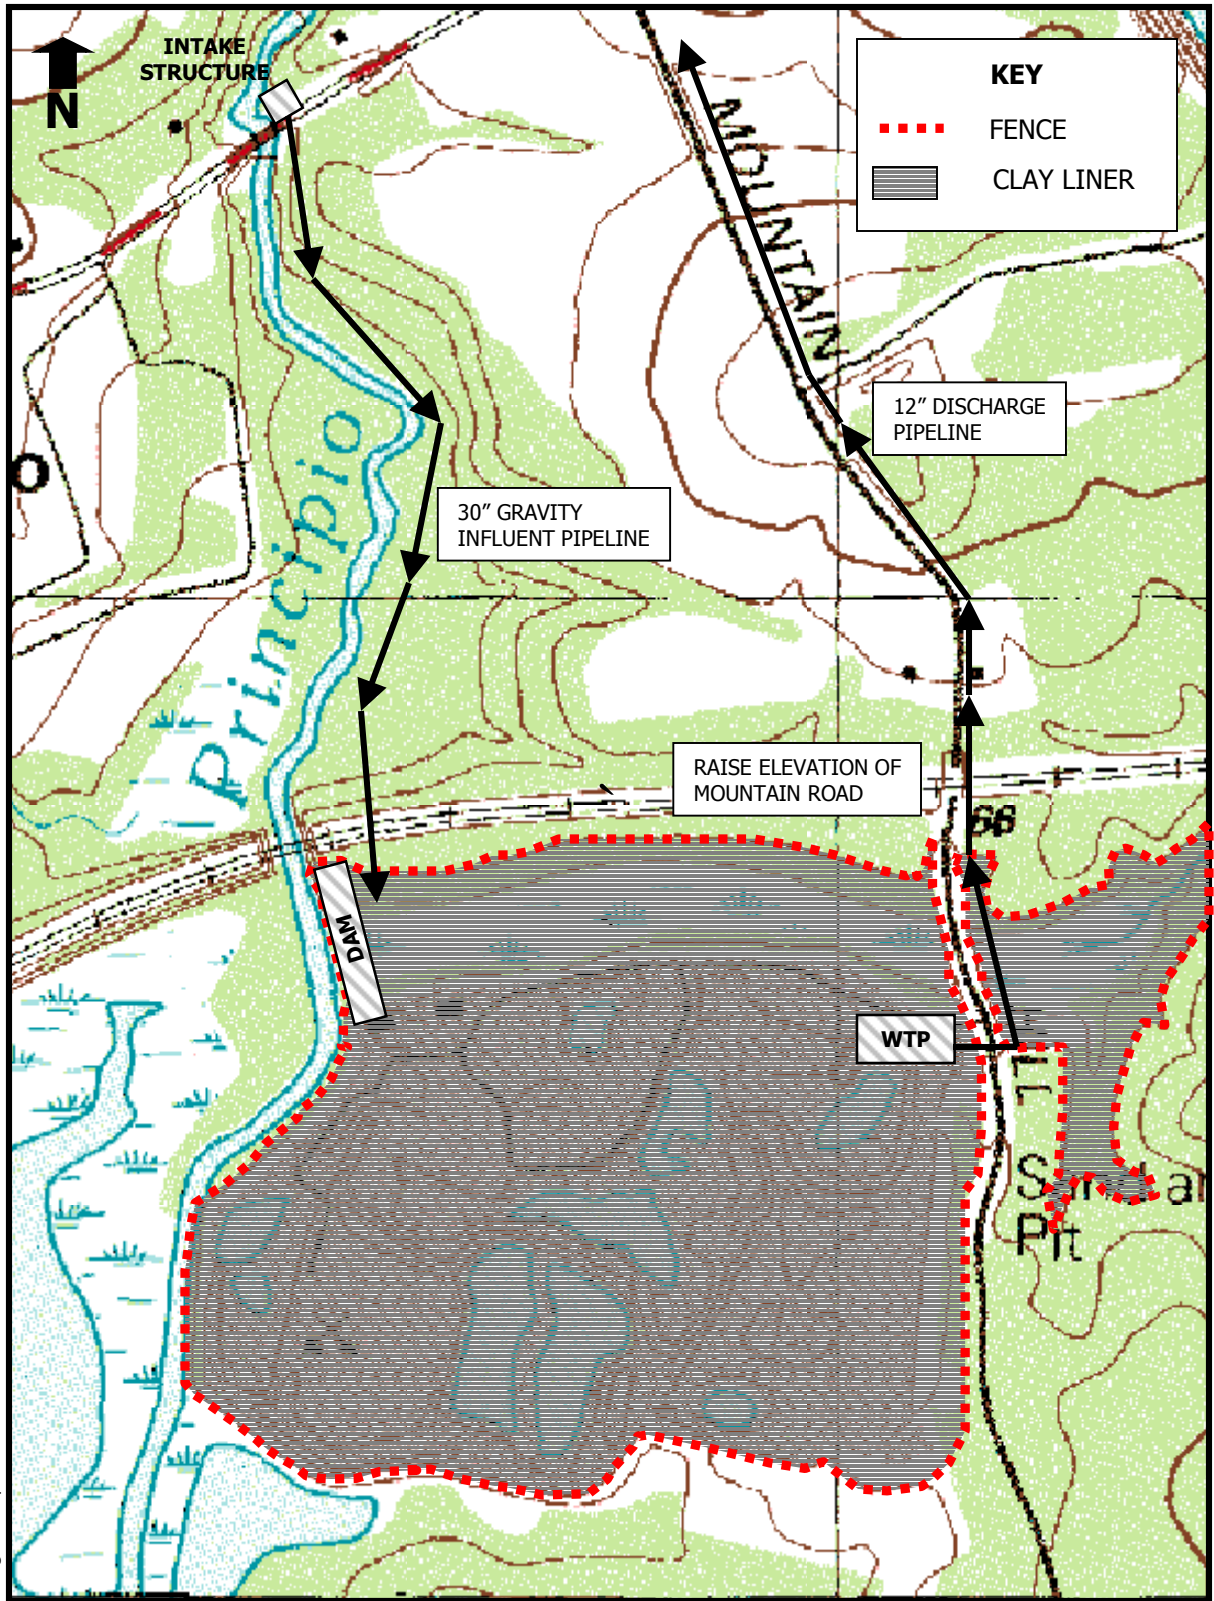 INTAKE
STRUCTURE
N
KEY
FENCE
CLAY LINER
MOUNTAIN
12” DISCHARGE
PIPELINE
30” GRAVITY
INFLUENT PIPELINE
O
Principio
RAISE ELEVATION OF
MOUNTAIN ROAD
66
DAM
WTP
Pit